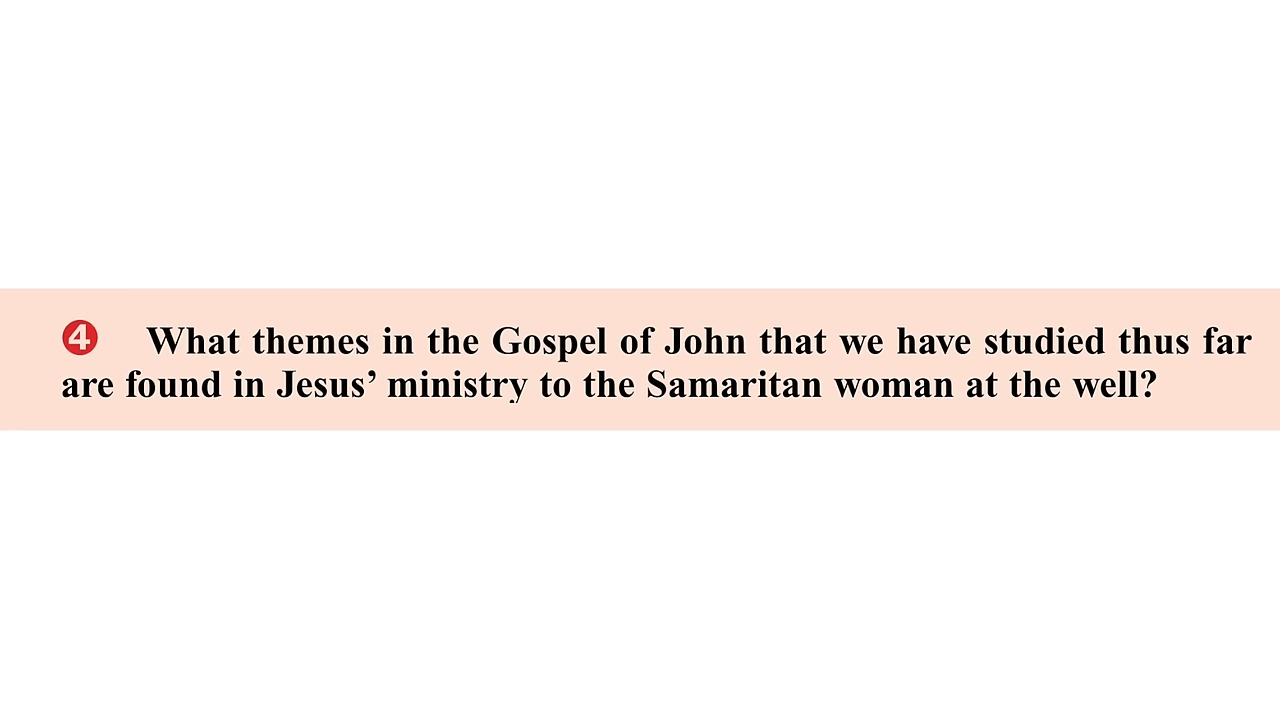 ❹ What themes in the Gospel of John that we have studied thus far
are found in Jesus’ ministry to the Samaritan woman at the well?